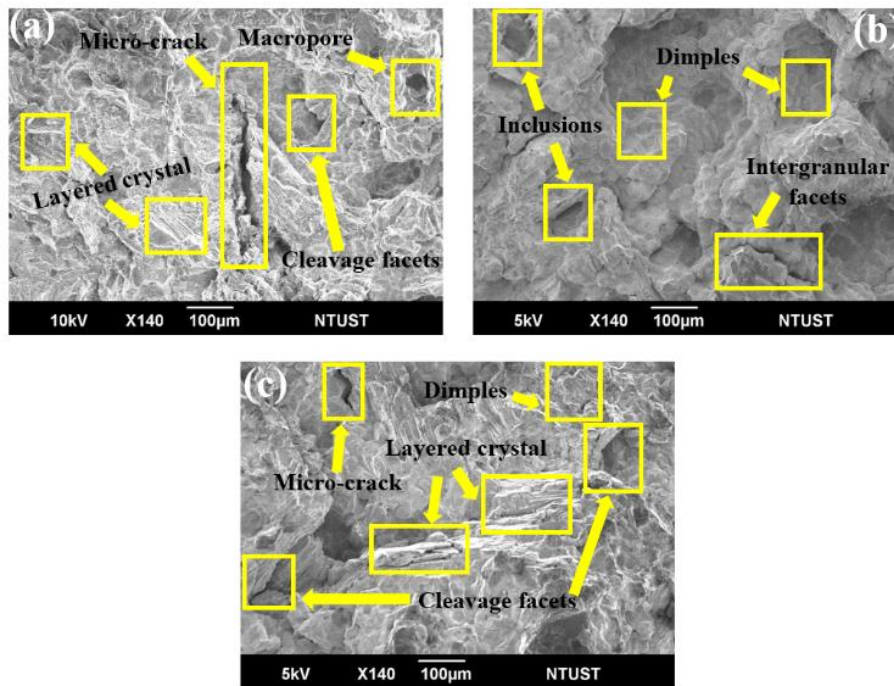 (a)
Micro-crack
Macropore
Layered crystal
Cleavage facets
10kV X140 100µm NTUST
(b)
Dimples
Inclusions
Intergranular
facets
5kV X140 100µm NTUST
(c)
Dimples
Layered crystal
Micro-crack
Cleavage facets
5kV X140 100µm NTUST